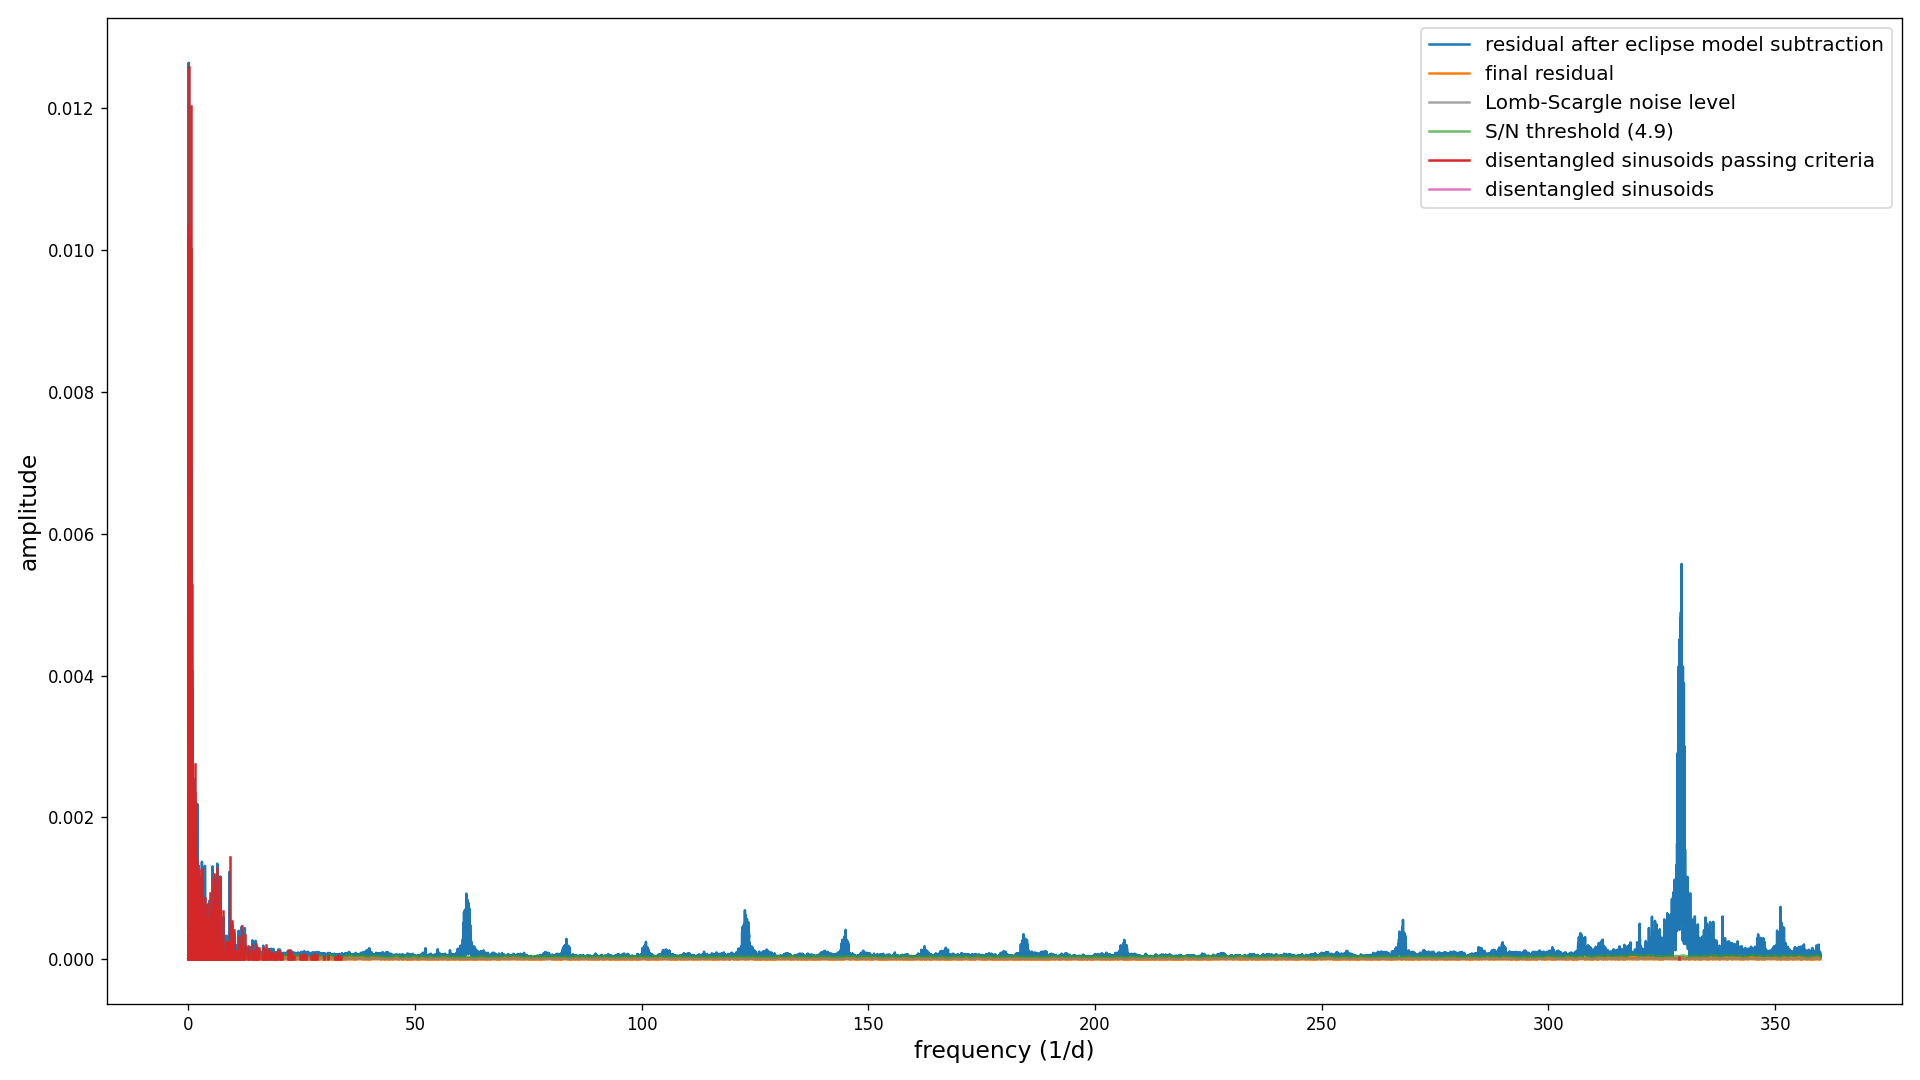 residual after eclipse model subtraction
final residual
Lomb-Scargle noise level
S/N threshold (4.9)
disentangled sinusoids passing criteria
disentangled sinusoids
amplitude
0.012
0.010
0.008
0.006
0.004
0.002
0.000
0 50 100 150 200 250 300 350
frequency (1/d)